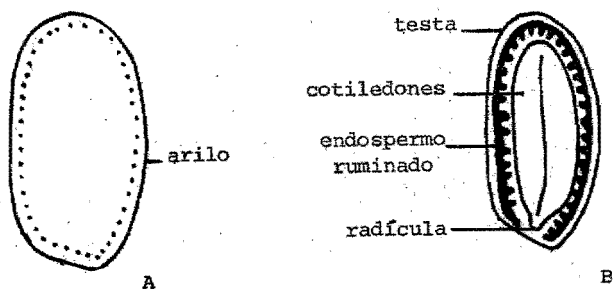 testa
cotiledones
arilo
endospermo
ruminado
radícula
A
B